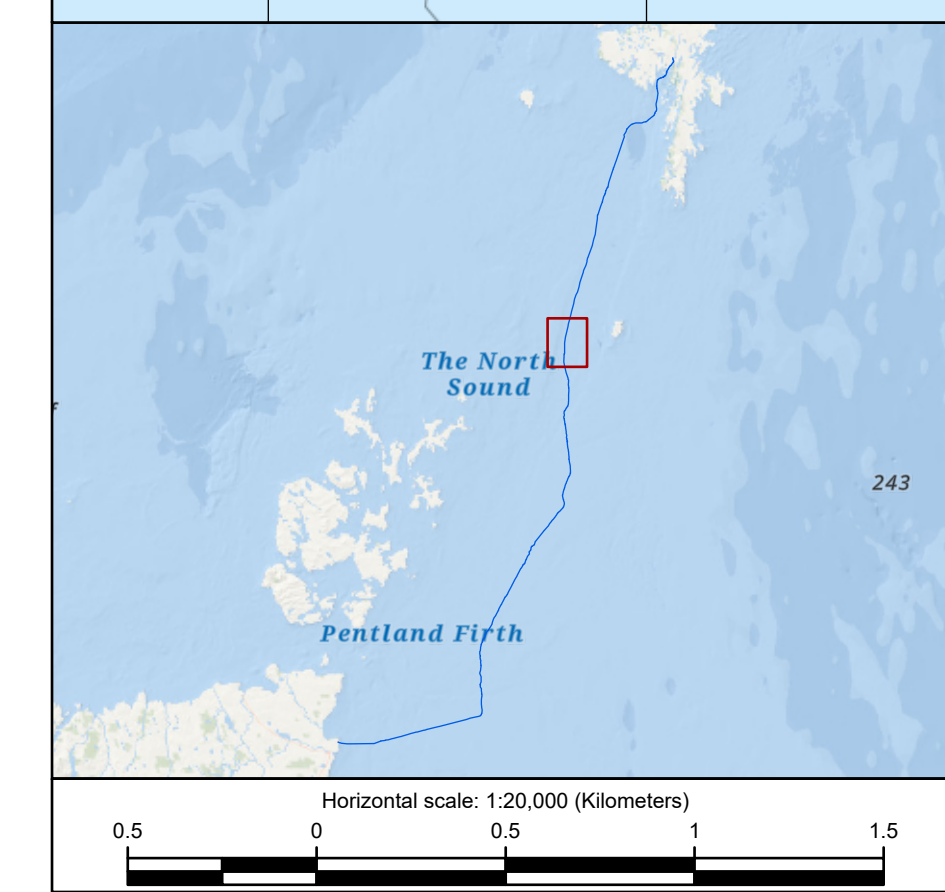 The North
Sound
243
Pentland Firth
Horizontal scale: 1:20,000 (Kilometers)
0.5 0 0.5 1 1.5